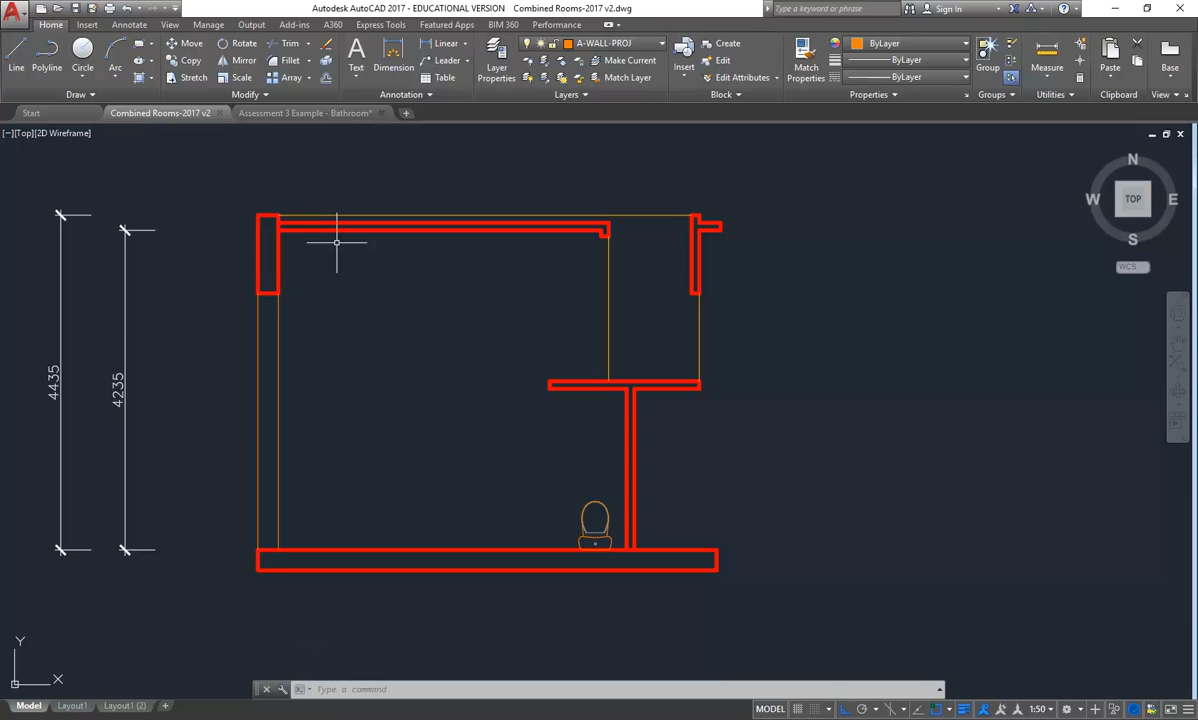 Autodesk AutoCAD 2017 - EDUCATIONAL VERSION Combined Rooms-2017 v2.dwg
Type a keyword or phrase
Sign In
Home Insert Annotate View Manage Output Add-ins A360 Express Tools Featured Apps BIM 360 Performance
Line Polyline Circle Arc
Move Rotate Trim
Copy Mirror Fillet
Stretch Scale Array
Text Dimension
Linear
Leader
Table
Layer Properties
A-WALL-PROJ
Make Current
Match Layer
Insert
Create
Edit
Edit Attributes
Match Properties
ByLayer
ByLayer
ByLayer
Group
Measure
Paste
Base
Draw Modify Annotation Layers Block Properties Groups Utilities Clipboard View
Start Combined Rooms-2017 v2 Assessment 3 Example - Bathroom*
[−][Top][2D Wireframe]
N
W TOP E
S
WCS
4435
4235
Y
X
Type a command
Model Layout1 Layout1 (2)
MODEL
1:50